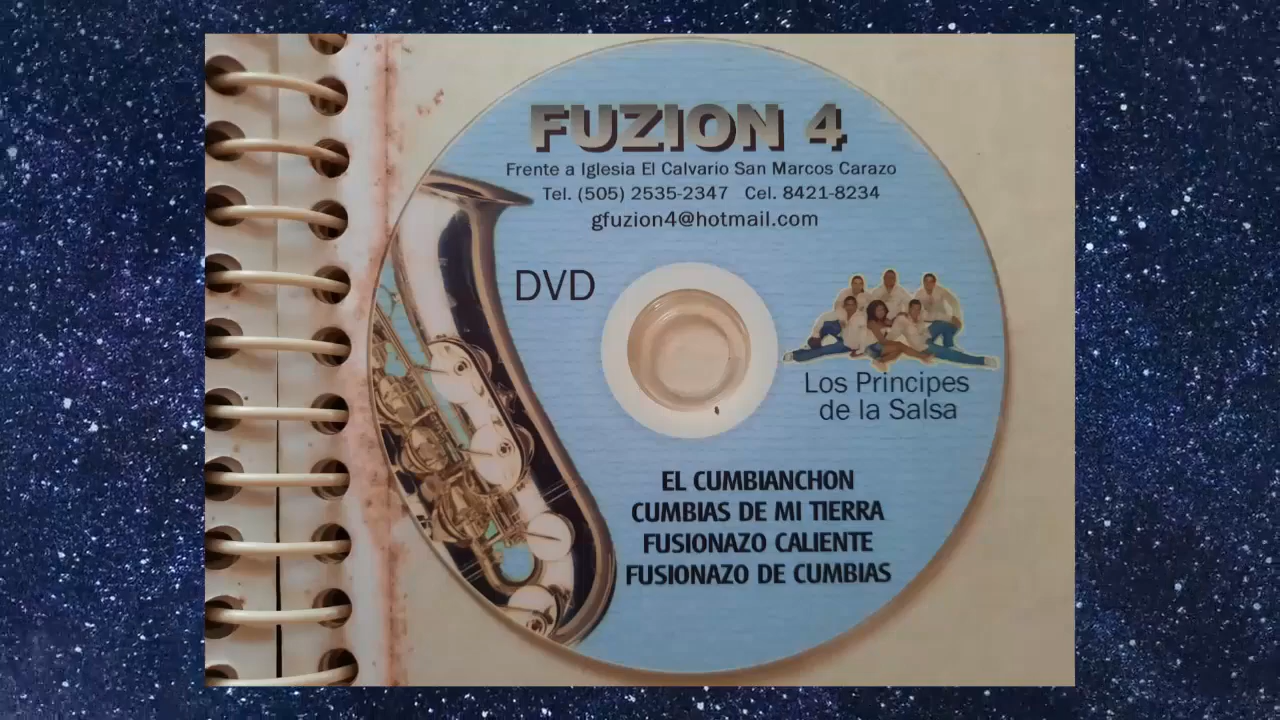 FUZION 4
Frente a Iglesia El Calvario San Marcos Carazo
Tel. (505) 2535-2347 Cel. 8421-8234
gfuzion4@hotmail.com
DVD
Los Principes
de la Salsa
EL CUMBIANCHON
CUMBIAS DE MI TIERRA
FUSIONAZO CALIENTE
FUSIONAZO DE CUMBIAS